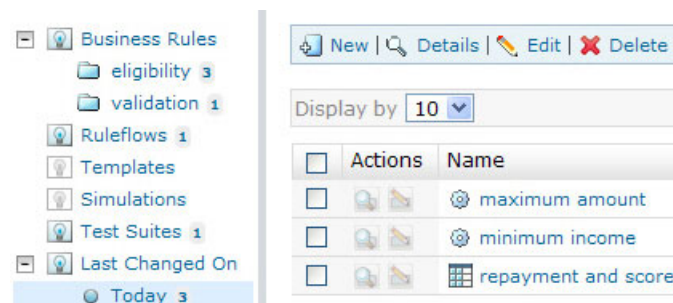 Business Rules
eligibility 3
validation 1
Ruleflows 1
Templates
Simulations
Test Suites 1
Last Changed On
Today 3
New | Details | Edit | Delete
Display by 10
Actions Name
maximum amount
minimum income
repayment and score